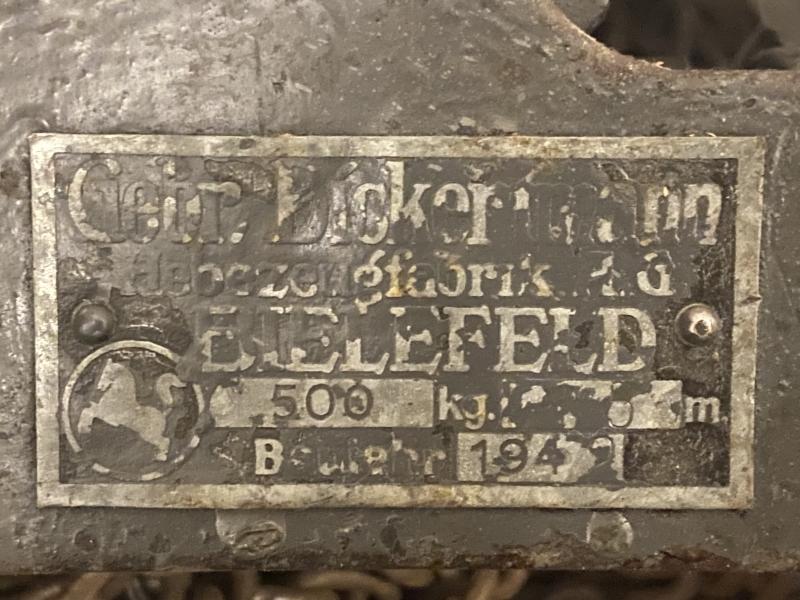 Gebr. Dickertmann
Hebezeugfabrik A.G
BIELEFELD
500 kg. m
Baujahr